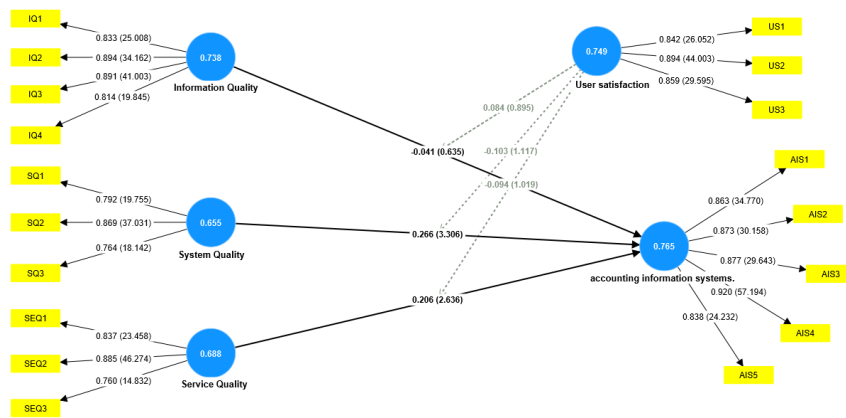 IQ1
0.833 (25.008)
IQ2
0.894 (34.162)
0.738
IQ3
0.891 (41.003)
0.814 (19.845)
Information Quality
IQ4
SQ1
0.792 (19.755)
SQ2
0.869 (37.031)
0.655
0.764 (18.142)
SQ3
System Quality
SEQ1
0.837 (23.458)
SEQ2
0.885 (46.274)
0.688
0.760 (14.832)
SEQ3
Service Quality
0.084 (0.895)
-0.041 (0.635)
-0.103 (1.117)
-0.094 (1.019)
0.266 (3.306)
0.206 (2.636)
0.749
User satisfaction
0.842 (26.052)
US1
0.894 (44.003)
US2
0.859 (29.595)
US3
0.765
accounting information systems.
AIS1
0.863 (34.770)
AIS2
0.873 (30.158)
0.877 (29.643)
AIS3
0.920 (57.194)
AIS4
0.838 (24.232)
AIS5